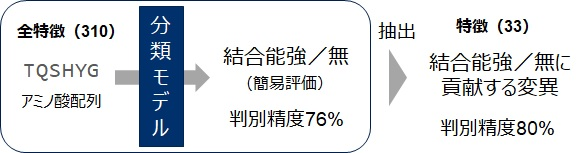 全特徴（310）
TQSHYG
アミノ酸配列
分類モデル
結合能強／無
（簡易評価）
判別精度76%
抽出
特徴（33）
結合能強／無に
貢献する変異
判別精度80%